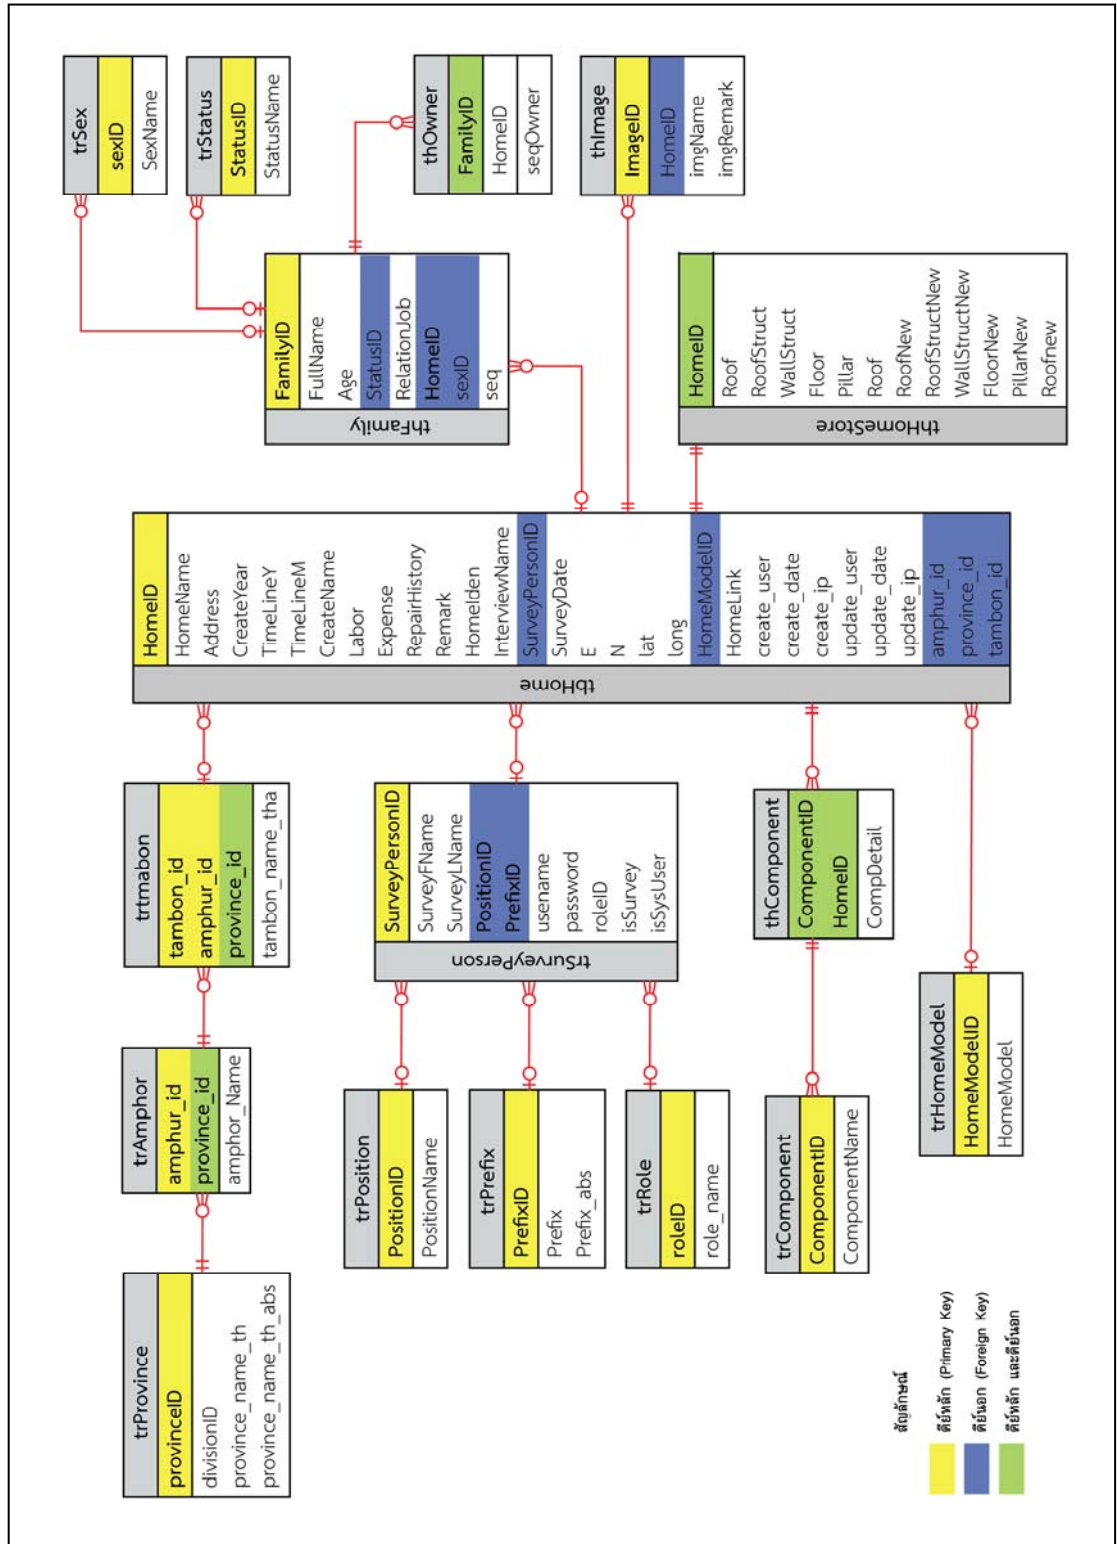 trProvince
provinceID
divisionID
province_name_th
province_name_th_abs
trAmphor
amphur_id
province_id
amphor_Name
trtmabon
tambon_id
amphur_id
province_id
tambon_name_tha
trPosition
PositionID
PositionName
trPrefix
PrefixID
Prefix
Prefix_abs
trRole
roleID
role_name
trSurveyPerson
SurveyPersonID
SurveyFName
SurveyLName
PositionID
PrefixID
usename
password
roleID
isSurvey
isSysUser
trComponent
ComponentID
ComponentName
thComponent
ComponentID
HomeID
CompDetail
trHomeModel
HomeModelID
HomeModel
tbHome
HomeID
HomeName
Address
CreateYear
TimeLineY
TimeLineM
CreateName
Labor
Expense
RepairHistory
Remark
HomeIden
InterviewName
SurveyPersonID
SurveyDate
E
N
lat
long
HomeModelID
HomeLink
create_user
create_date
create_ip
update_user
update_date
update_ip
amphur_id
province_id
tambon_id
thFamily
FamilyID
FullName
Age
StatusID
RelationJob
HomeID
sexID
seq
trSex
sexID
SexName
trStatus
StatusID
StatusName
thOwner
FamilyID
HomeID
seqOwner
thImage
ImageID
HomeID
imgName
imgRemark
tbHomeStore
HomeID
Roof
RoofStruct
WallStruct
Floor
Pillar
Roof
RoofNew
RoofStructNew
WallStructNew
FloorNew
PillarNew
Roofnew
สัญลักษณ์
คีย์หลัก (Primary Key)
คีย์นอก (Foreign Key)
คีย์หลัก และคีย์นอก